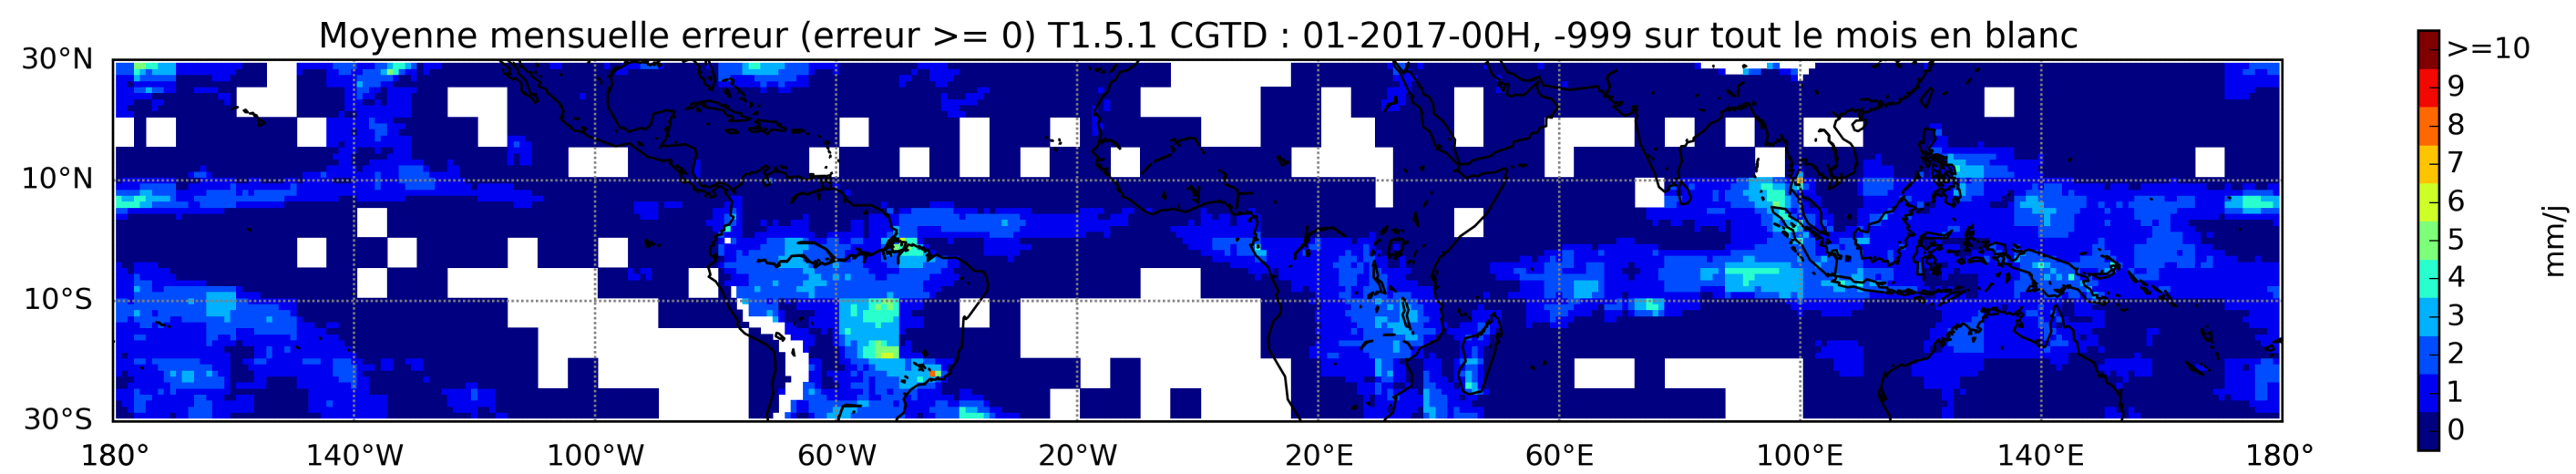 Moyenne mensuelle erreur (erreur >= 0) T1.5.1 CGTD : 01-2017-00H, -999 sur tout le mois en blanc
30°N
10°N
10°S
30°S
180° 140°W 100°W 60°W 20°W 20°E 60°E 100°E 140°E 180°
>=10
9
8
7
6
5
4
3
2
1
0
mm/j